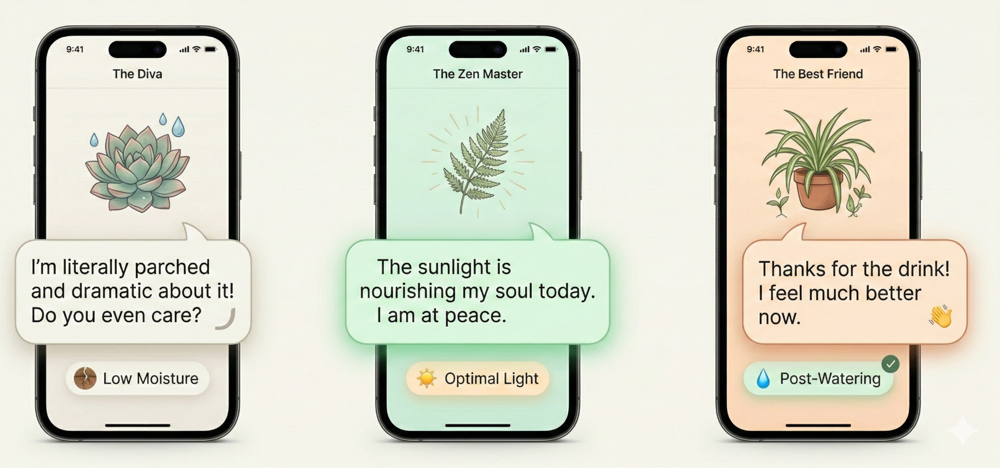 9:41
The Diva
I’m literally parched
and dramatic about it!
Do you even care?
Low Moisture
9:41
The Zen Master
The sunlight is
nourishing my soul today.
I am at peace.
Optimal Light
9:41
The Best Friend
Thanks for the drink!
I feel much better
now.
Post-Watering